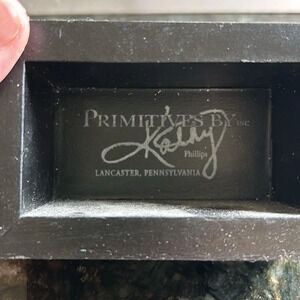 PRIMITIVES BY INC
Kathy
Phillips
LANCASTER, PENNSYLVANIA